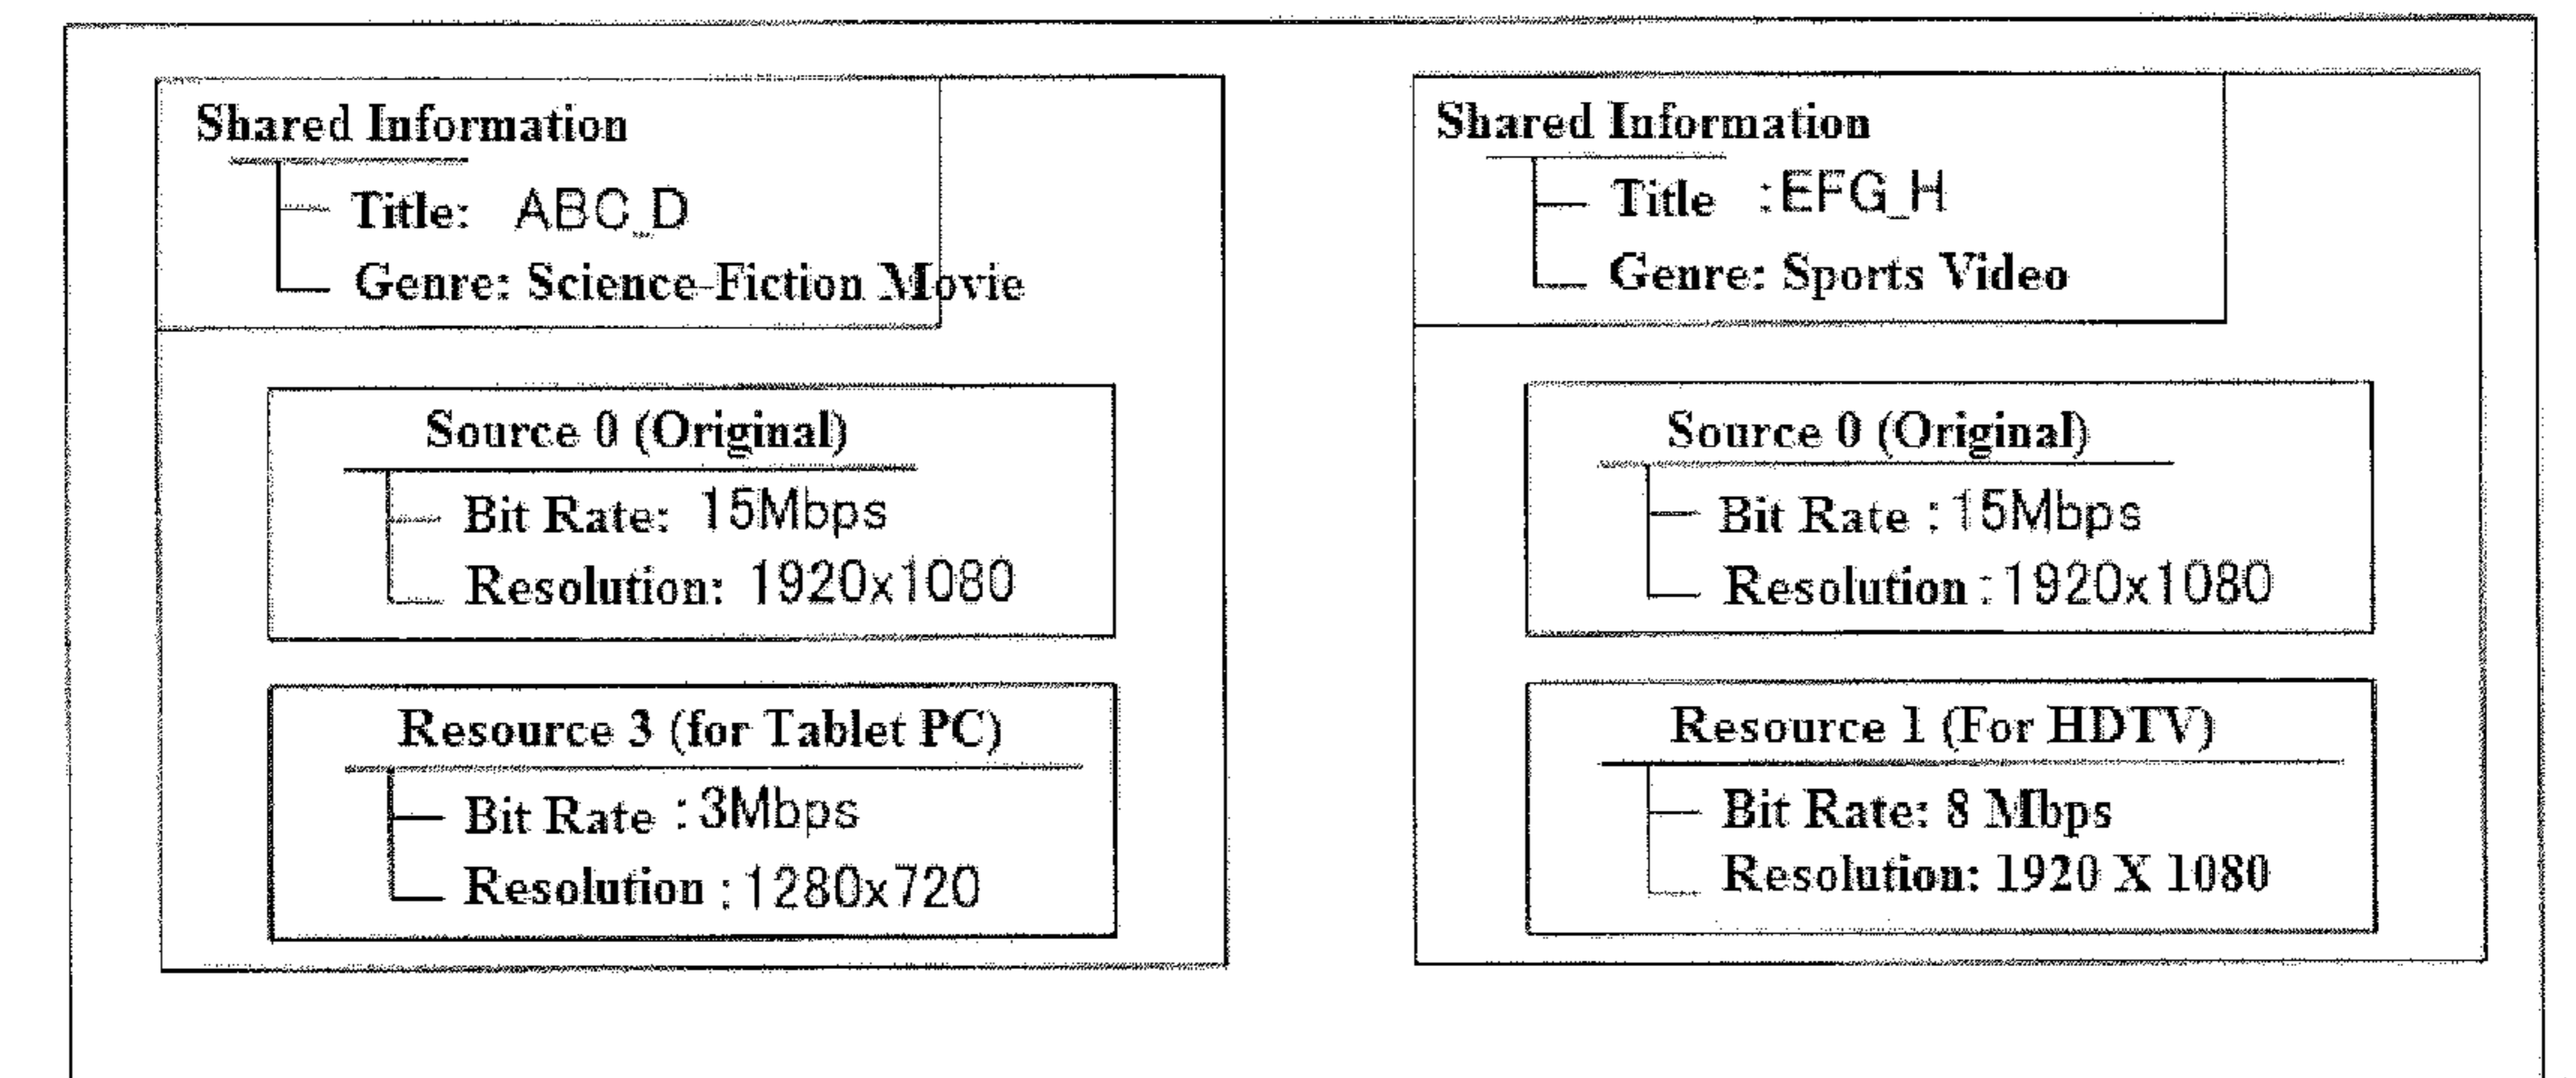 Shared Information
Title: ABC_D
Genre: Science-Fiction Movie
Source 0 (Original)
Bit Rate: 15Mbps
Resolution: 1920x1080
Resource 3 (for Tablet PC)
Bit Rate :3Mbps
Resolution :1280x720
Shared Information
Title :EFG_H
Genre: Sports Video
Source 0 (Original)
Bit Rate :15Mbps
Resolution :1920x1080
Resource 1 (For HDTV)
Bit Rate: 8 Mbps
Resolution: 1920 X 1080